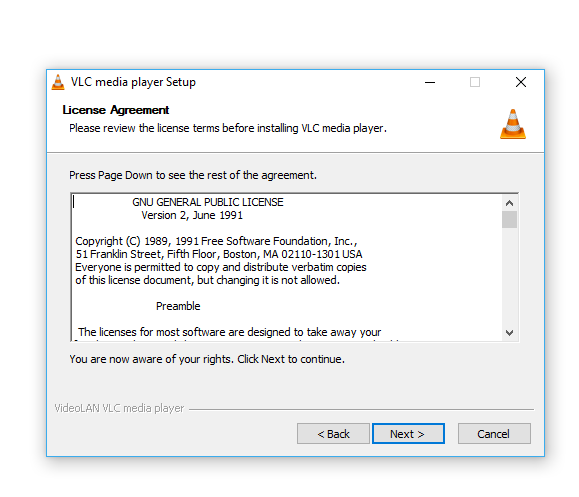 VLC media player Setup
License Agreement
Please review the license terms before installing VLC media player.
Press Page Down to see the rest of the agreement.
GNU GENERAL PUBLIC LICENSE
Version 2, June 1991
Copyright (C) 1989, 1991 Free Software Foundation, Inc.,
51 Franklin Street, Fifth Floor, Boston, MA 02110-1301 USA
Everyone is permitted to copy and distribute verbatim copies
of this license document, but changing it is not allowed.
Preamble
The licenses for most software are designed to take away your
You are now aware of your rights. Click Next to continue.
VideoLAN VLC media player
< Back
Next >
Cancel